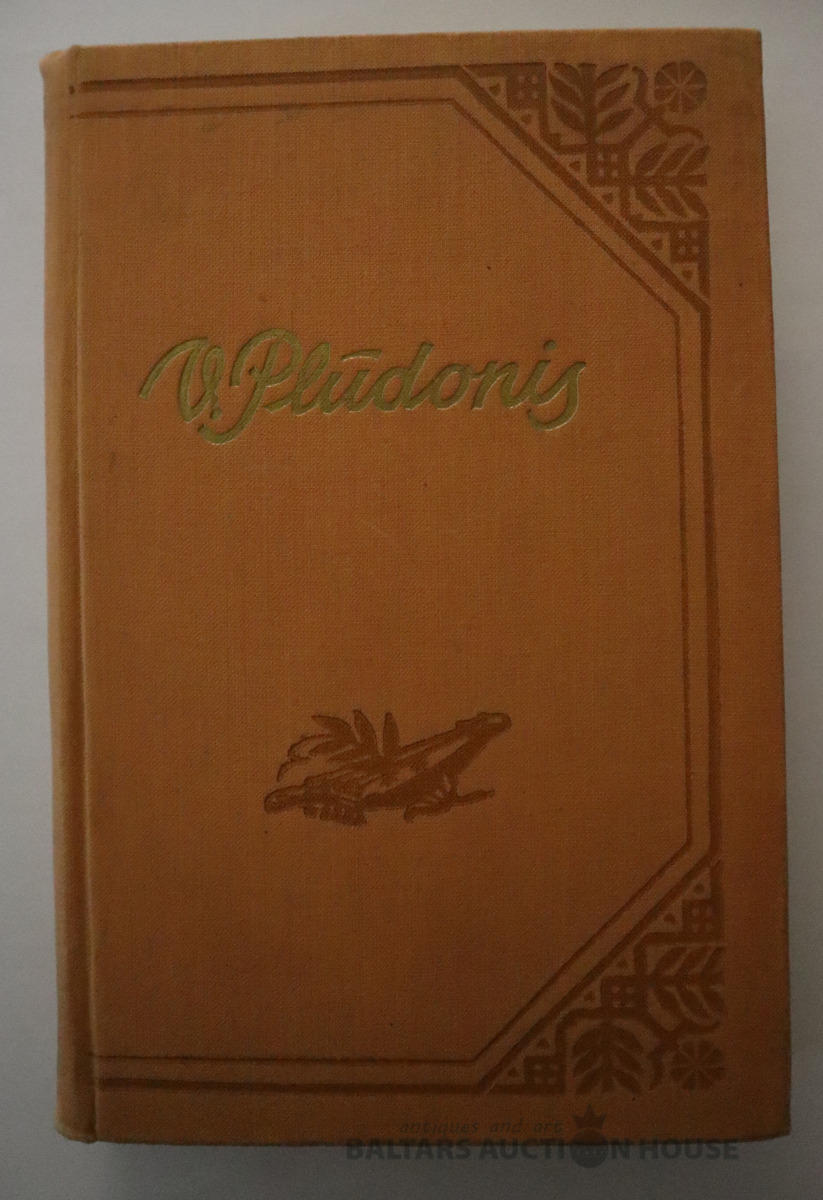 V. Plūdonis
antiques and art
BALTARS AUCTION HOUSE